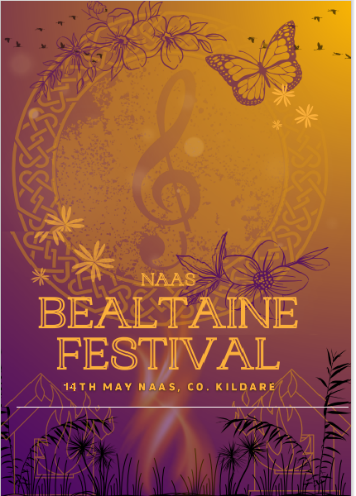 NAAS
BEALTAINE
FESTIVAL
14TH MAY NAAS, CO. KILDARE